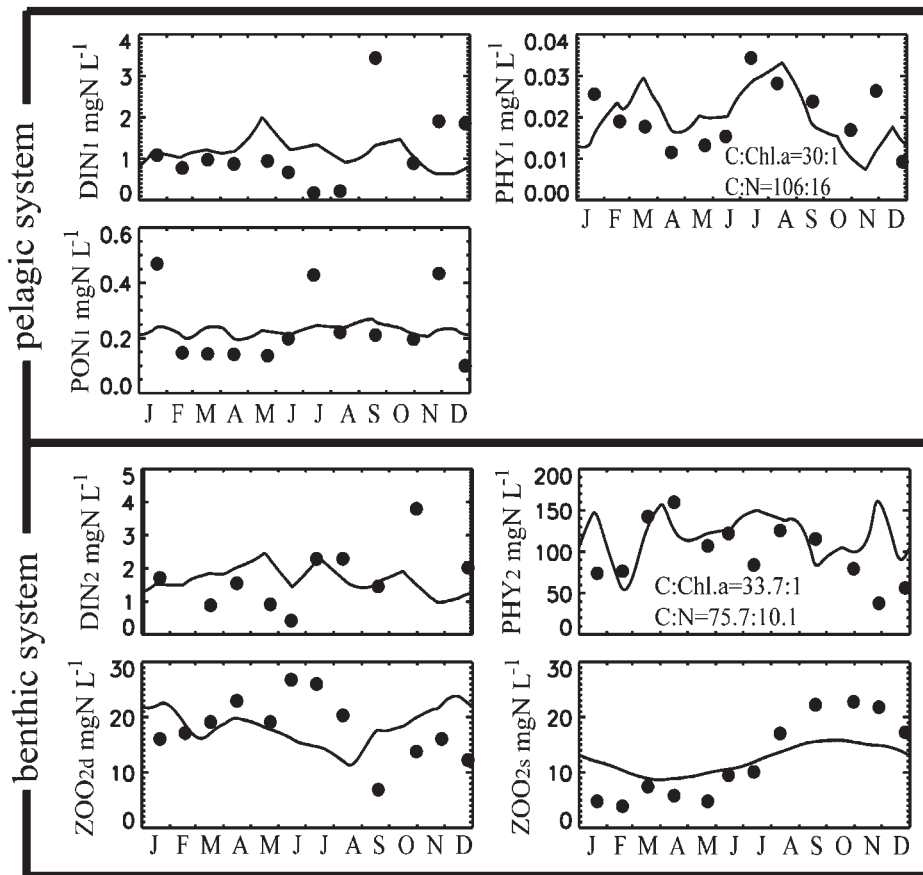 pelagic system
DIN1 mgN L-1
4
3
2
1
0
PHY1 mgN L-1
0.04
0.03
0.02
0.01
0.00
C:Chl.a=30:1
C:N=106:16
J F M A M J J A S O N D
PON1 mgN L-1
0.6
0.4
0.2
0.0
J F M A M J J A S O N D
benthic system
DIN2 mgN L-1
5
4
3
2
1
0
PHY2 mgN L-1
200
150
100
50
0
C:Chl.a=33.7:1
C:N=75.7:10.1
ZOO2d mgN L-1
30
20
10
0
J F M A M J J A S O N D
ZOO2s mgN L-1
30
20
10
0
J F M A M J J A S O N D